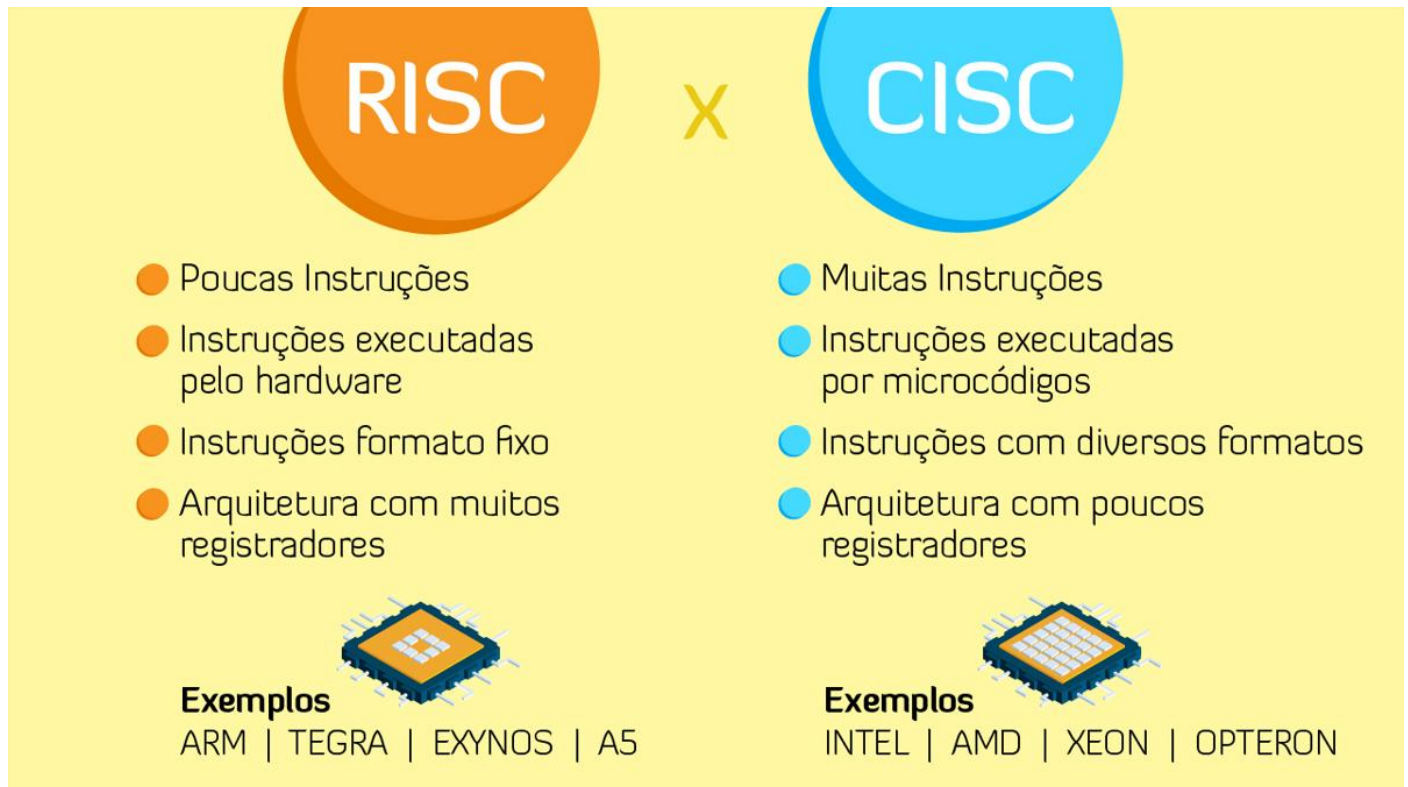 RISC
X
CISC
Poucas Instruções
Instruções executadas
pelo hardware
Instruções formato fixo
Arquitetura com muitos
registradores
Exemplos
ARM | TEGRA | EXYNOS | A5
Muitas Instruções
Instruções executadas
por microcódigos
Instruções com diversos formatos
Arquitetura com poucos
registradores
Exemplos
INTEL | AMD | XEON | OPTERON